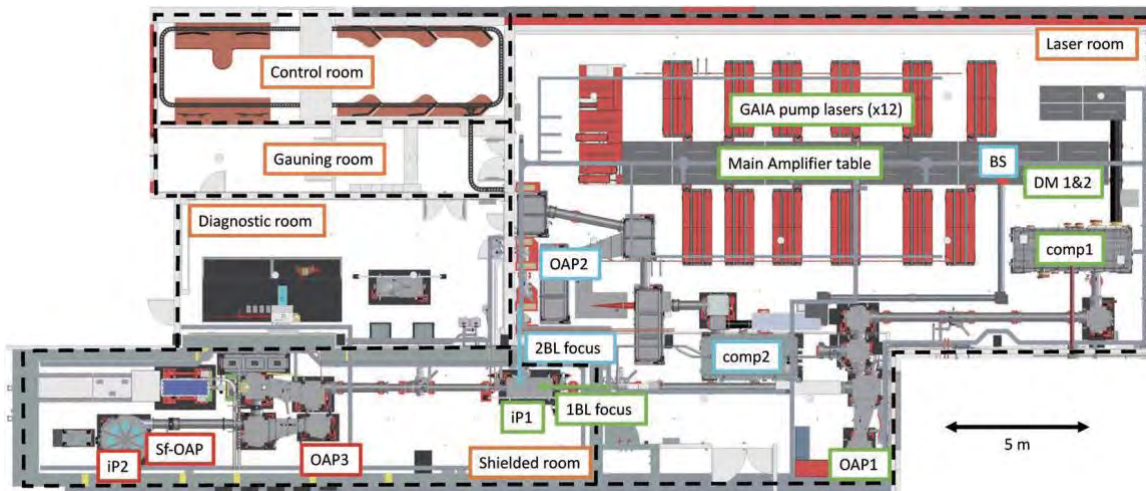 Laser room
Control room
GAIA pump lasers (x12)
Gauning room
Main Amplifier table
BS
DM 1&2
Diagnostic room
comp1
OAP2
2BL focus
comp2
iP1
1BL focus
Sf-OAP
iP2
OAP3
Shielded room
OAP1
5 m